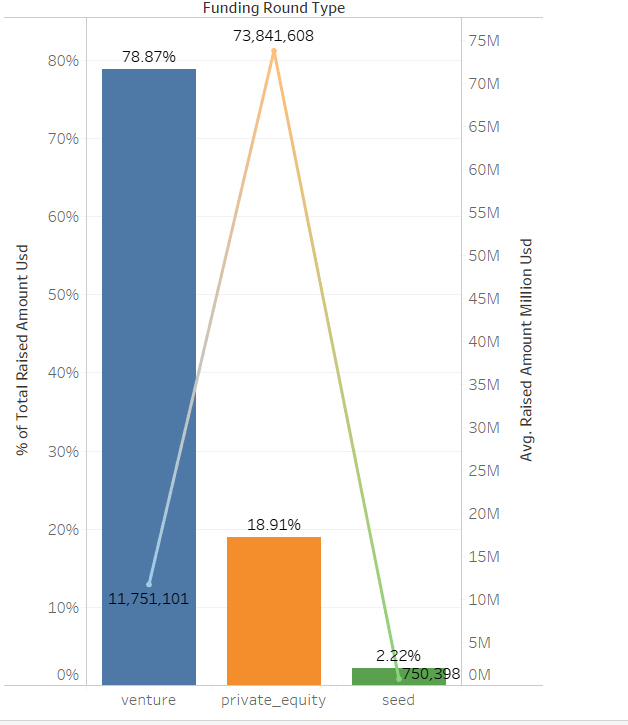 Funding Round Type
73,841,608
78.87%
80%
70%
60%
50%
40%
30%
20%
10%
0%
% of Total Raised Amount Usd
18.91%
11,751,101
2.22%
750,398
75M
70M
65M
60M
55M
50M
45M
40M
35M
30M
25M
20M
15M
10M
5M
0M
Avg. Raised Amount Million Usd
venture
private_equity
seed